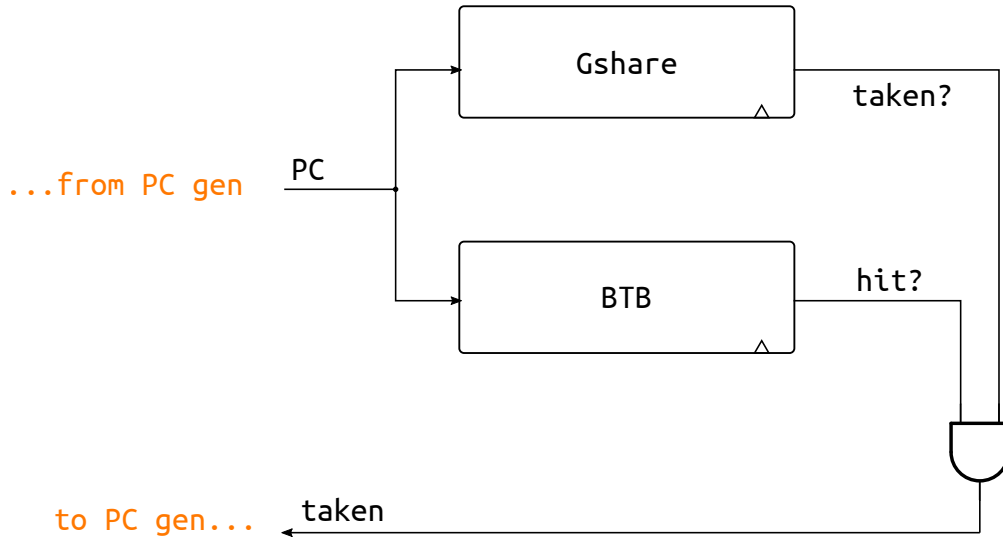 Gshare
taken?
PC
...from PC gen
hit?
BTB
taken
to PC gen...